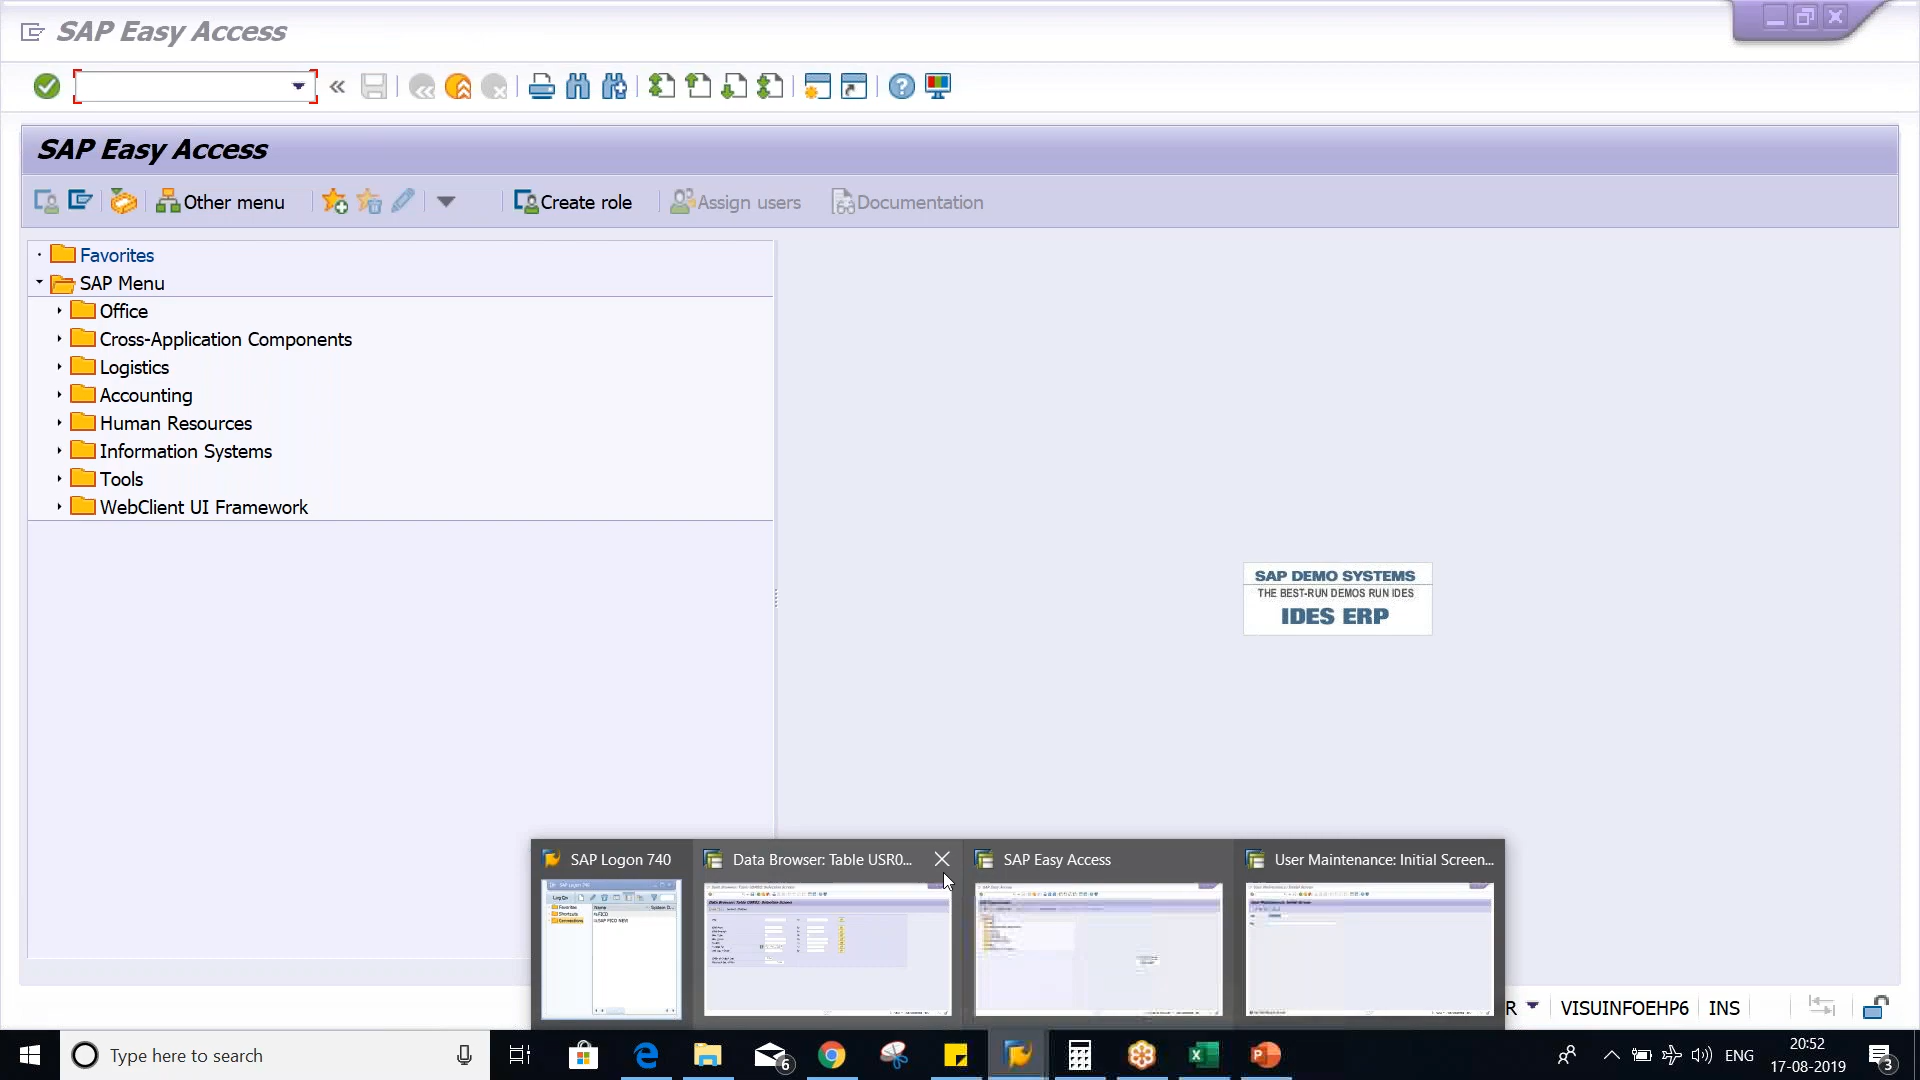 SAP Easy Access
SAP Easy Access
Other menu
Create role
Assign users
Documentation
Favorites
SAP Menu
Office
Cross-Application Components
Logistics
Accounting
Human Resources
Information Systems
Tools
WebClient UI Framework
SAP DEMO SYSTEMS
THE BEST-RUN DEMOS RUN IDES
IDES ERP
SAP Logon 740
Data Browser: Table USR0...
SAP Easy Access
User Maintenance: Initial Screen...
R
VISUINFOEHP6
INS
Type here to search
6
ENG
20:52
17-08-2019
3